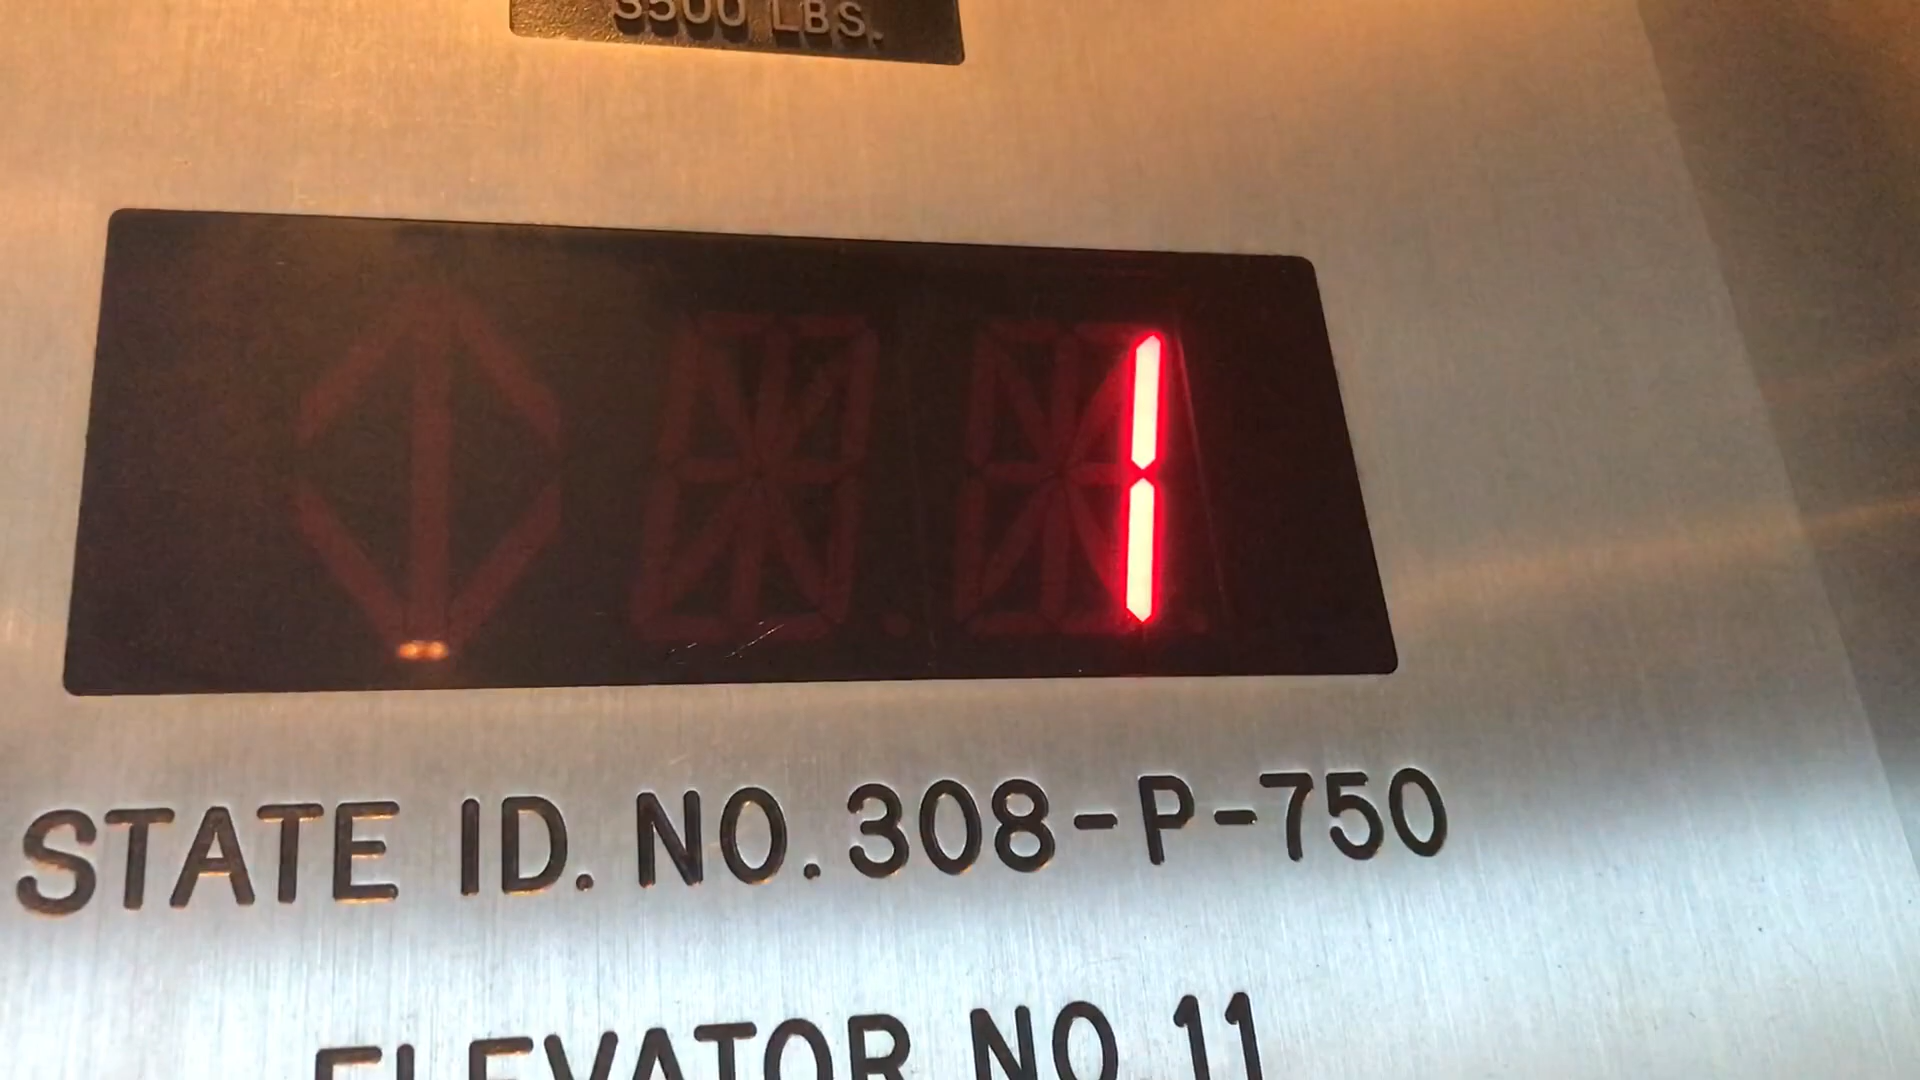 3500 LBS.
1
STATE ID. NO. 308-P-750
ELEVATOR NO. 11